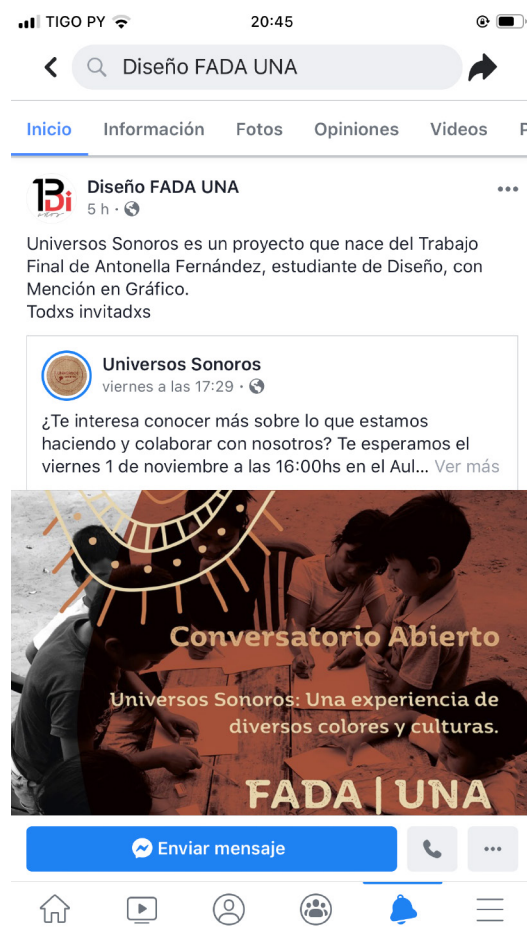 TIGO PY
20:45
Diseño FADA UNA
Inicio Información Fotos Opiniones Videos P
Diseño FADA UNA
5 h ·
Universos Sonoros es un proyecto que nace del Trabajo
Final de Antonella Fernández, estudiante de Diseño, con
Mención en Gráfico.
Todxs invitadxs
Universos Sonoros
viernes a las 17:29 ·
¿Te interesa conocer más sobre lo que estamos
haciendo y colaborar con nosotros? Te esperamos el
viernes 1 de noviembre a las 16:00hs en el Aul... Ver más
Conversatorio Abierto
Universos Sonoros: Una experiencia de
diversos colores y culturas.
FADA | UNA
Enviar mensaje